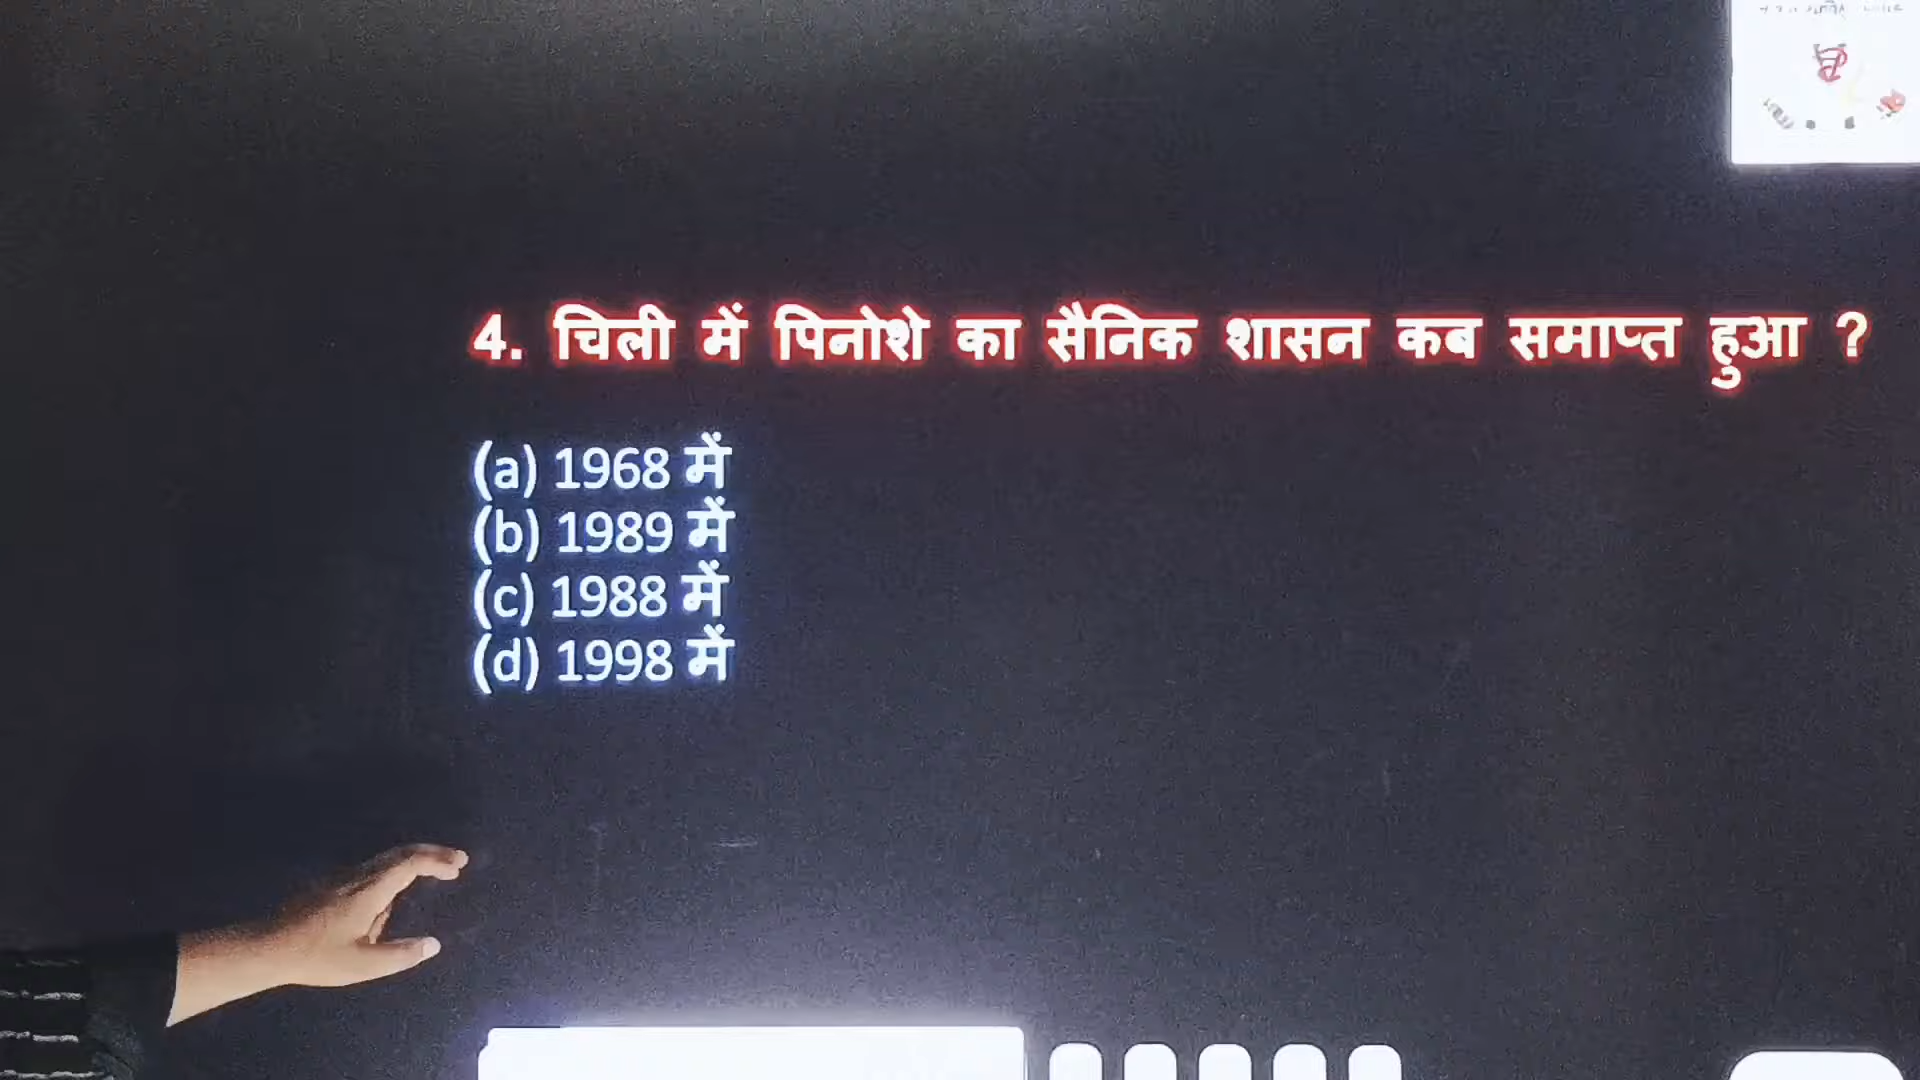 4. चिली में पिनोशे का सैनिक शासन कब समाप्त हुआ ?
(a) 1968 में
(b) 1989 में
(c) 1988 में
(d) 1998 में